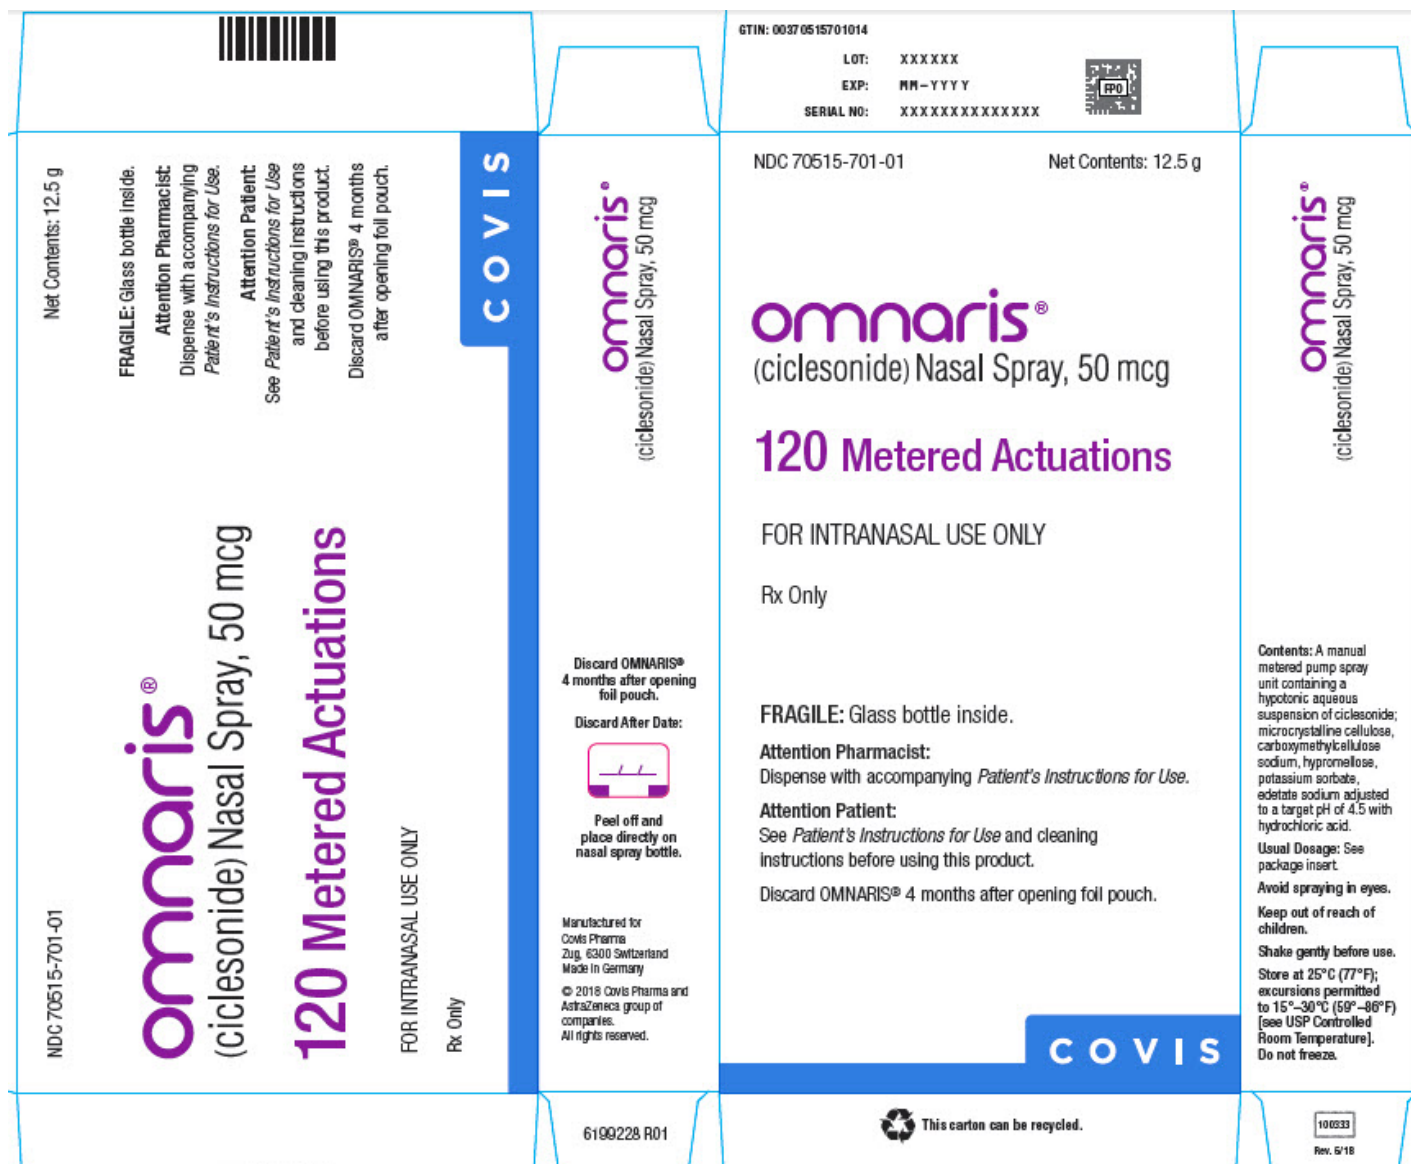 NDC 70515-701-01
Net Contents: 12.5 g
omnaris®
(ciclesonide) Nasal Spray, 50 mcg
120 Metered Actuations
FOR INTRANASAL USE ONLY
Rx Only
FRAGILE: Glass bottle inside.
Attention Pharmacist:
Dispense with accompanying
Patient's Instructions for Use.
Attention Patient:
See Patient's Instructions for Use
and cleaning instructions
before using this product.
Discard OMNARIS® 4 months
after opening foil pouch.
COVIS
omnaris®
(ciclesonide) Nasal Spray, 50 mcg
Discard OMNARIS®
4 months after opening
foil pouch.
Discard After Date:
Peel off and
place directly on
nasal spray bottle.
Manufactured for
Covis Pharma
Zug, 6300 Switzerland
Made in Germany
© 2018 Covis Pharma and
AstraZeneca group of
companies.
All rights reserved.
6199228 R01
GTIN: 00370515701014
LOT: XXXXXX
EXP: MM-YYYY
SERIAL NO: XXXXXXXXXXXXXX
FPO
NDC 70515-701-01 Net Contents: 12.5 g
omnaris®
(ciclesonide) Nasal Spray, 50 mcg
120 Metered Actuations
FOR INTRANASAL USE ONLY
Rx Only
FRAGILE: Glass bottle inside.
Attention Pharmacist:
Dispense with accompanying Patient's Instructions for Use.
Attention Patient:
See Patient's Instructions for Use and cleaning
instructions before using this product.
Discard OMNARIS® 4 months after opening foil pouch.
COVIS
This carton can be recycled.
omnaris®
(ciclesonide) Nasal Spray, 50 mcg
Contents: A manual
metered pump spray
unit containing a
hypotonic aqueous
suspension of ciclesonide;
microcrystalline cellulose,
carboxymethylcellulose
sodium, hypromellose,
potassium sorbate,
edetate sodium adjusted
to a target pH of 4.5 with
hydrochloric acid.
Usual Dosage: See
package insert.
Avoid spraying in eyes.
Keep out of reach of
children.
Shake gently before use.
Store at 25°C (77°F);
excursions permitted
to 15°–30°C (59°–86°F)
[see USP Controlled
Room Temperature].
Do not freeze.
100333
Rev. 5/18